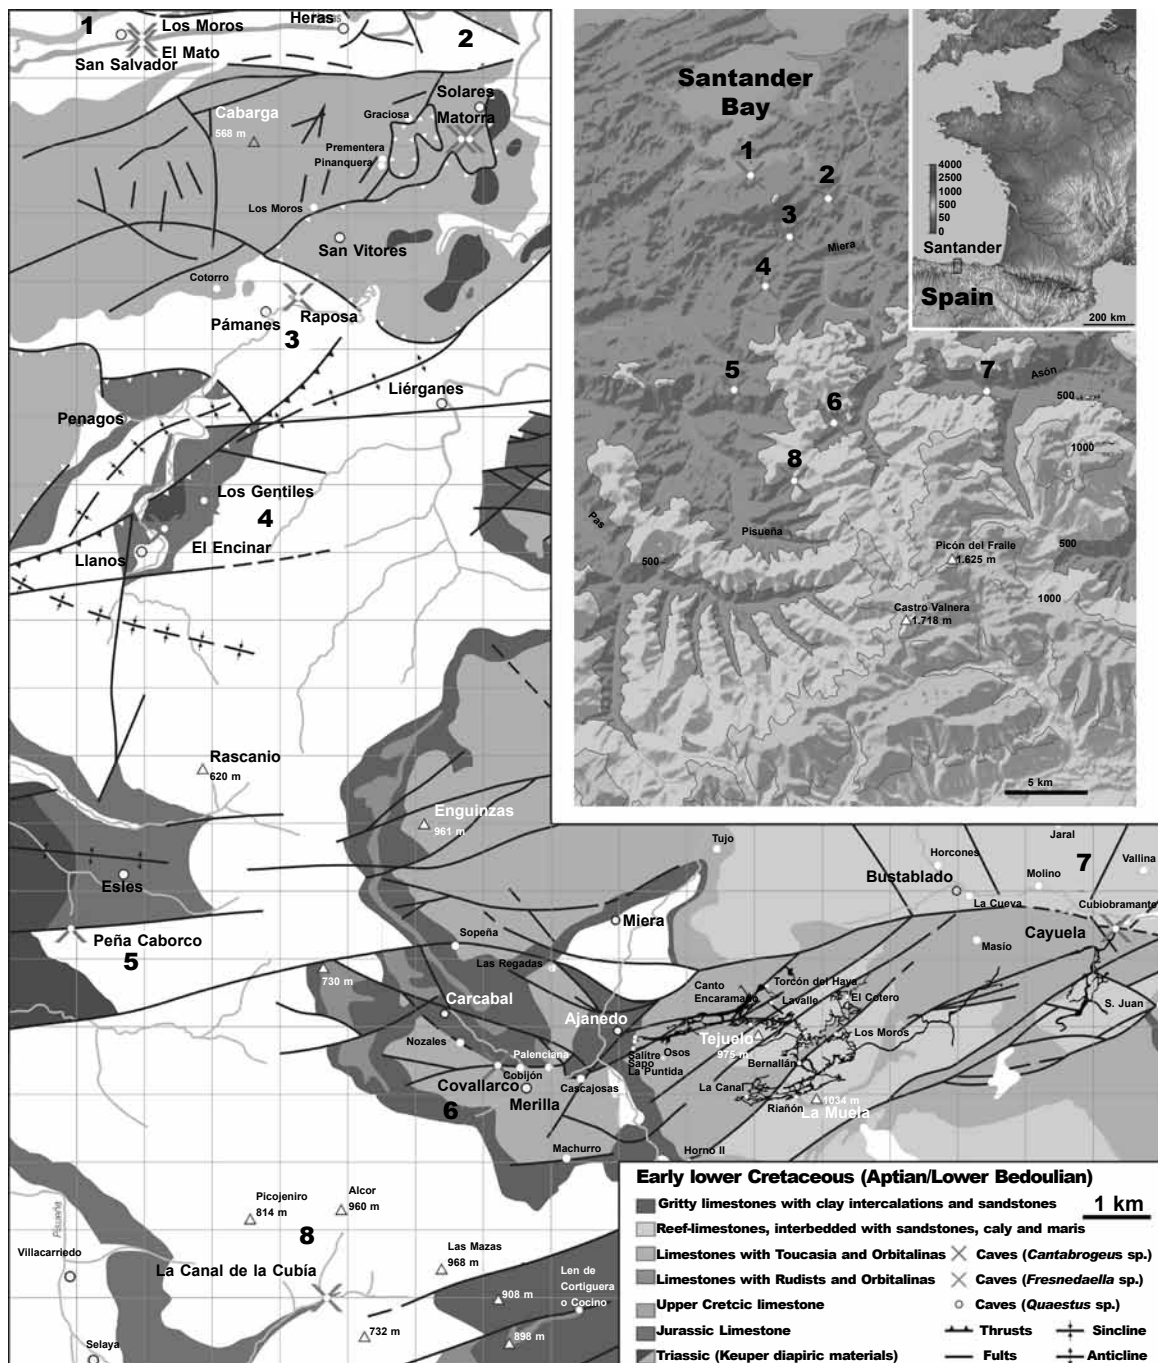 1
Los Moros
Heras
2
El Mato
San Salvador
Cabarga
568 m
Graciosa
Solares
Matorra
Prementera
Pinanquera
Los Moros
San Vitores
Cotorro
Pámanes
Raposa
3
Penagos
Liérganes
Los Gentiles
4
El Encinar
Llanos
Rascanio
620 m
Enguinzas
961 m
Esles
Peña Caborco
5
730 m
Sopeña
Las Regadas
Carcabal
Nozales
Palenciana
Cobijón
Covallarco
Cascajosas
6
Merilla
Machurro
Ajanedo
Miera
Tujo
Canto
Encaramado
Torcón del Haya
Lavalle
El Cotero
Tejuelo
975 m
Los Moros
Salitre
Osos
Sapo
La Puntida
Bernallán
La Canal
Riañón
1034 m
La Muela
Horno II
Horcones
Bustablado
La Cueva
Jaral
7
Molino
Vallina
Cubiobramante
Cayuela
Masío
S. Juan
Picojeniro
814 m
Alcor
960 m
8
Villacarriedo
La Canal de la Cubía
Las Mazas
968 m
Len de
Cortiguera
o Cocino
908 m
732 m
898 m
Selaya
Pisueña
Santander
Bay
1
2
3
Miera
4
5
6
7
Asón
500
8
1000
Pas
Pisueña
500
Picón del Fraile
1.625 m
500
1000
Castro Valnera
1.718 m
5 km
4000
2500
1000
500
50
0
Santander
Spain
200 km
Early lower Cretaceous (Aptian/Lower Bedoulian)
Gritty limestones with clay intercalations and sandstones
1 km
Reef-limestones, interbedded with sandstones, caly and maris
Limestones with Toucasia and Orbitalinas
Caves (Cantabrogeus sp.)
Limestones with Rudists and Orbitalinas
Caves (Fresnedaella sp.)
Upper Cretcic limestone
Caves (Quaestus sp.)
Jurassic Limestone
Thrusts
Sincline
Triassic (Keuper diapiric materials)
Fults
Anticline